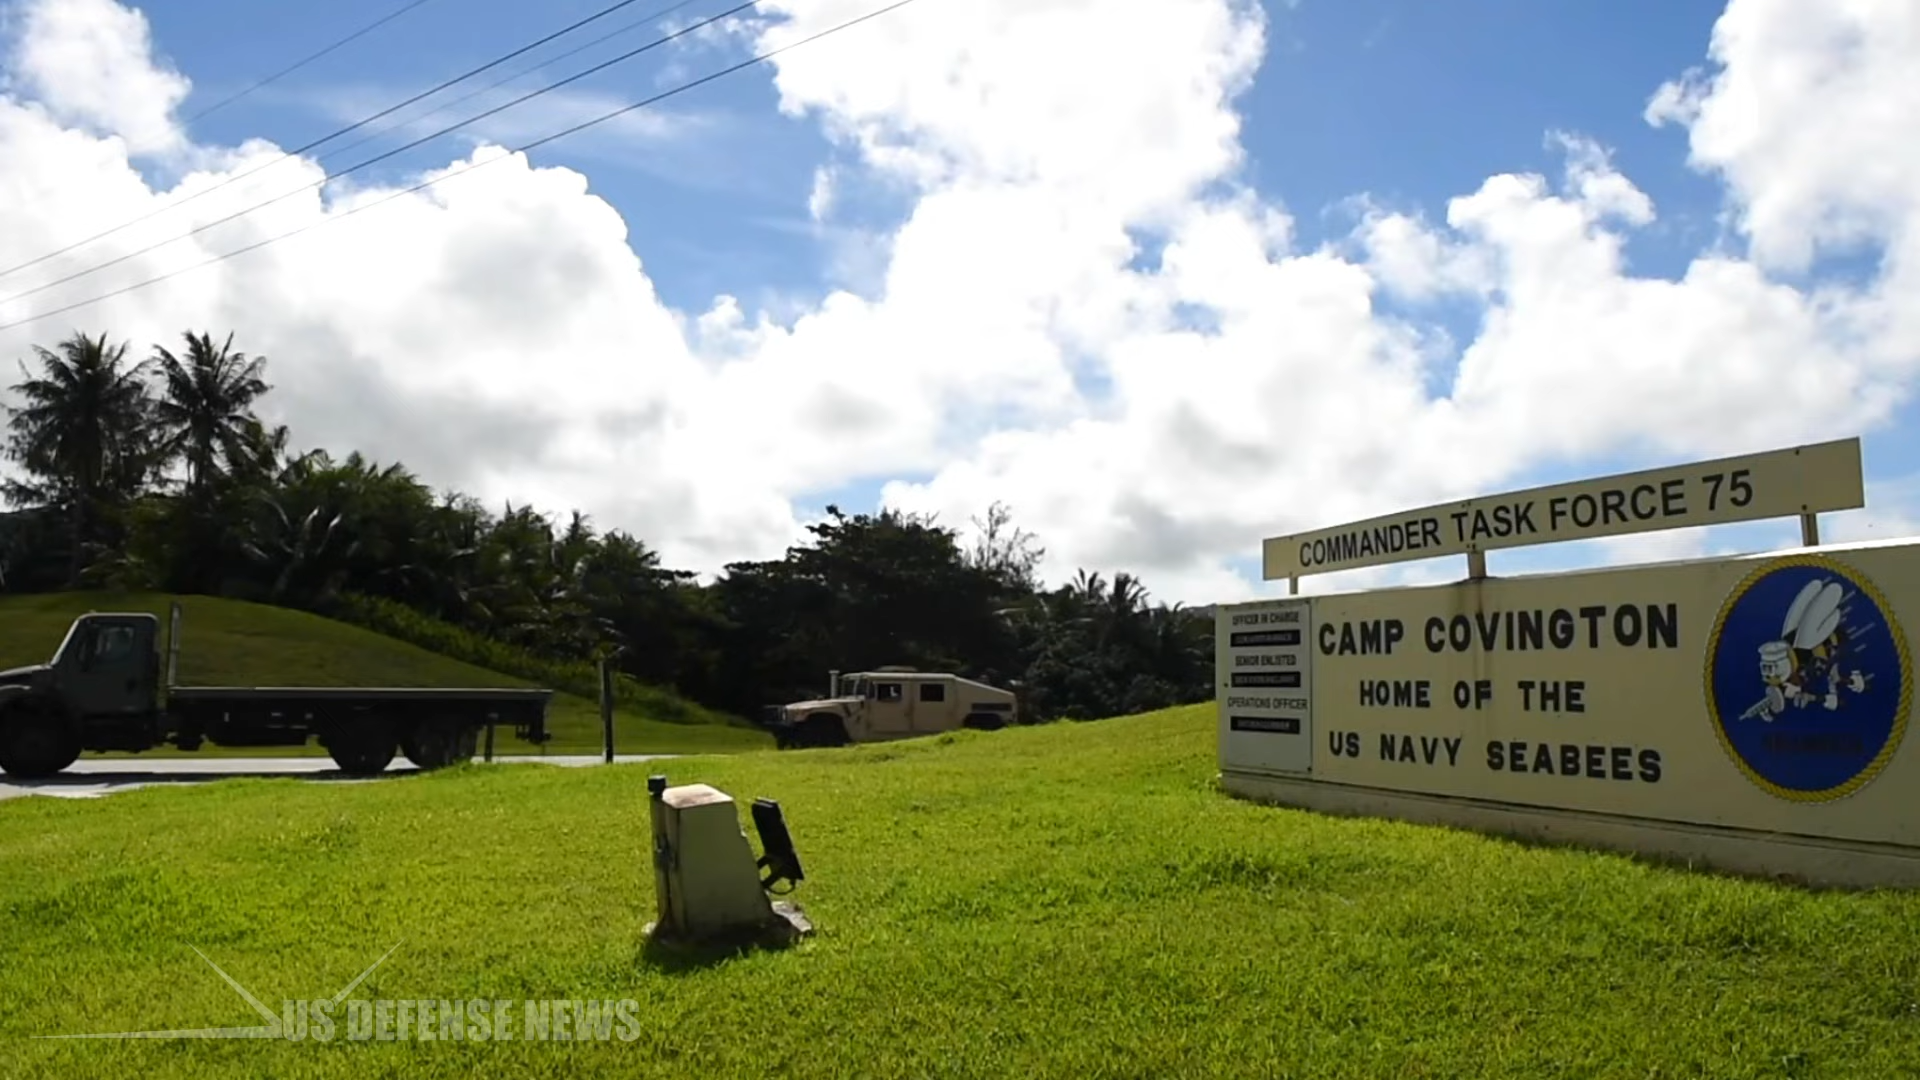 COMMANDER TASK FORCE 75
OFFICER IN CHARGE
SENIOR ENLISTED
OPERATIONS OFFICER
CAMP COVINGTON
HOME OF THE
US NAVY SEABEES
US DEFENSE NEWS